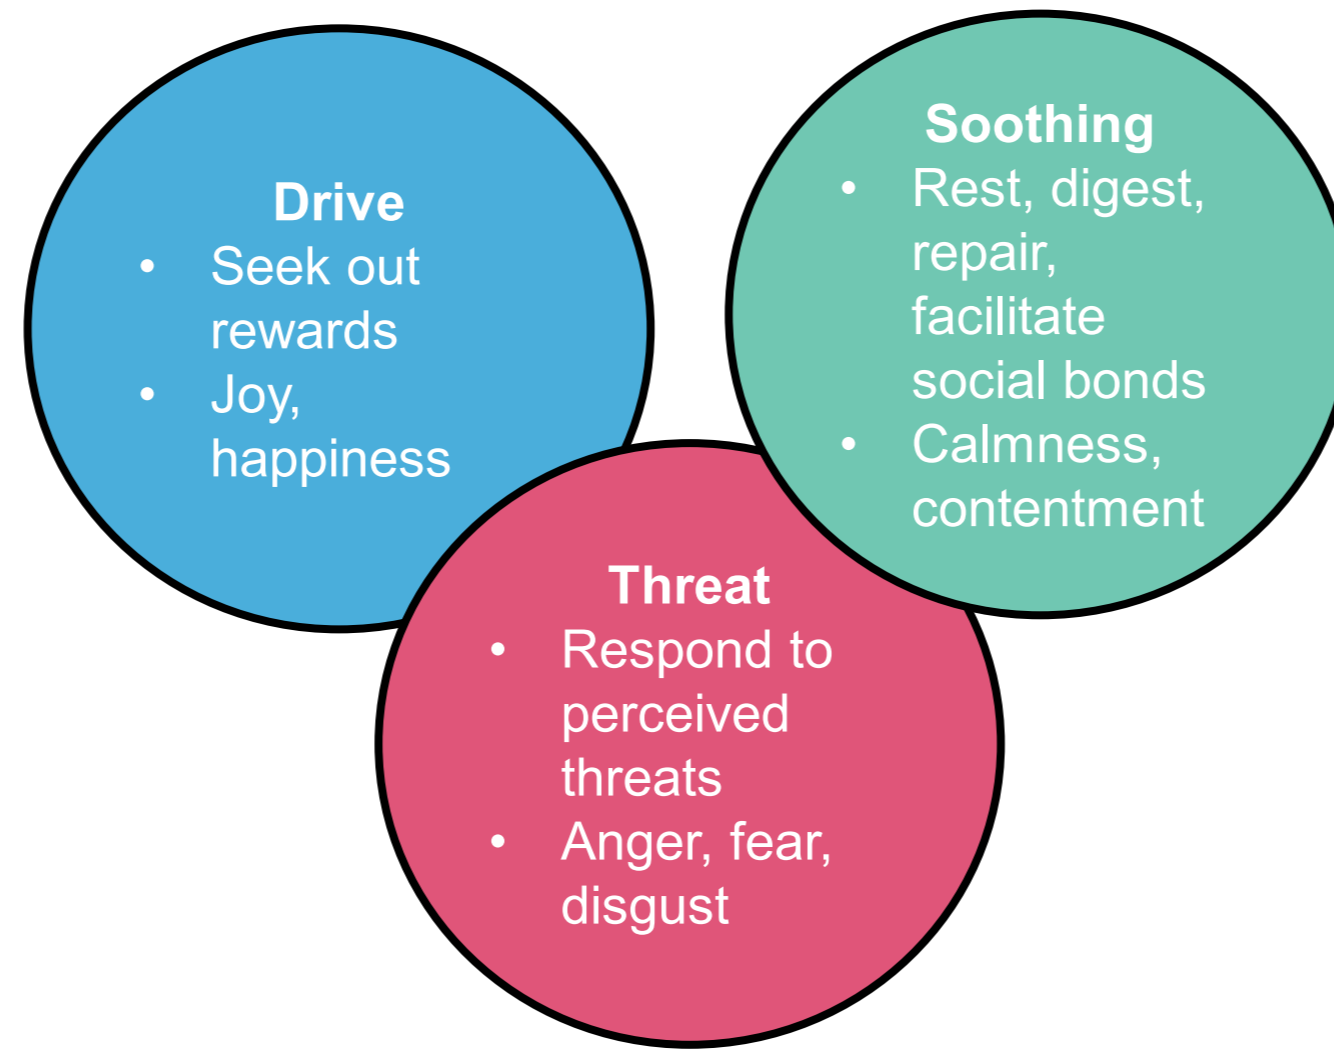 Drive
• Seek out
rewards
• Joy,
happiness
Soothing
• Rest, digest,
repair,
facilitate
social bonds
• Calmness,
contentment
Threat
• Respond to
perceived
threats
• Anger, fear,
disgust